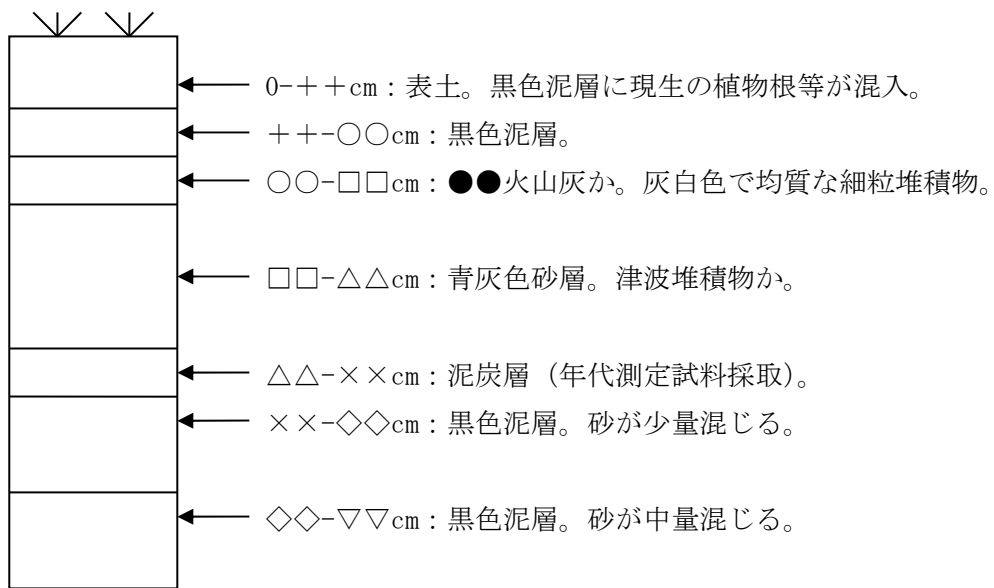 0-++cm：表土。黒色泥層に現生の植物根等が混入。
++-○○cm：黒色泥層。
○○-□□cm：●●火山灰か。灰白色で均質な細粒堆積物。
□□-△△cm：青灰色砂層。津波堆積物か。
△△-××cm：泥炭層（年代測定試料採取）。
××-◇◇cm：黒色泥層。砂が少量混じる。
◇◇-▽▽cm：黒色泥層。砂が中量混じる。